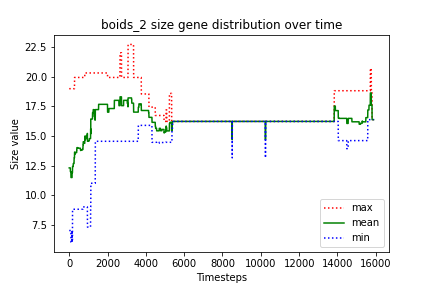 boids_2 size gene distribution over time
22.5
20.0
17.5
15.0
12.5
10.0
7.5
Size value
0
2000
4000
6000
8000
10000
12000
14000
16000
Timesteps
max
mean
min